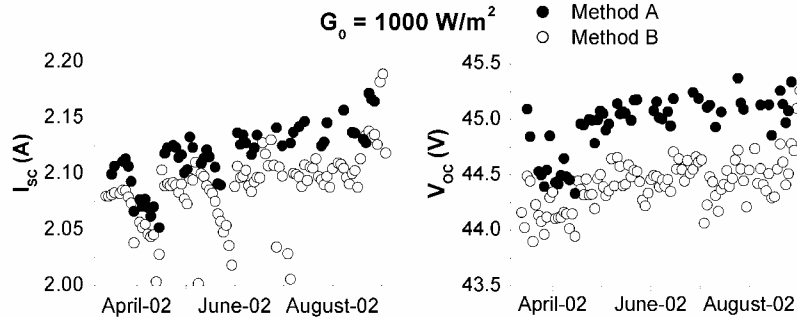 G₀ = 1000 W/m²
Method A
Method B
I_SC (A)
2.20
2.15
2.10
2.05
2.00
April-02 June-02 August-02
V_OC (V)
45.5
45.0
44.5
44.0
43.5
April-02 June-02 August-02